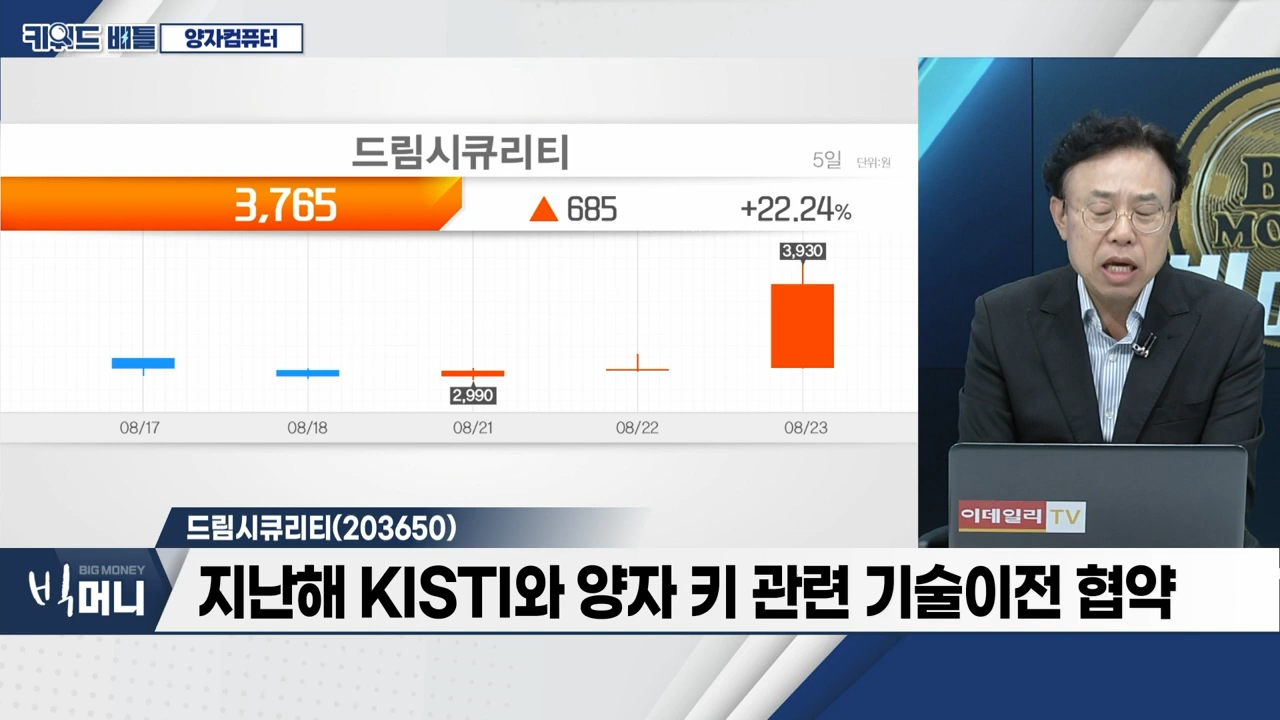 키워드 배틀
양자컴퓨터
드림시큐리티
5일 단위:원
3,765
▲ 685
+22.24%
3,930
2,990
08/17
08/18
08/21
08/22
08/23
이데일리 TV
드림시큐리티(203650)
BIG MONEY
빅머니
지난해 KISTI와 양자 키 관련 기술이전 협약